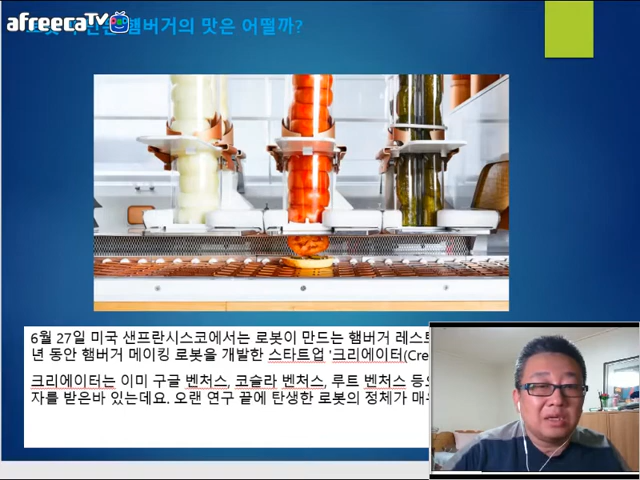 afreecaTV
햄버거의 맛은 어떨까?
6월 27일 미국 샌프란시스코에서는 로봇이 만드는 햄버거 레스
년 동안 햄버거 메이킹 로봇을 개발한 스타트업 '크리에이터(Cre
크리에이터는 이미 구글 벤처스, 코슬라 벤처스, 루트 벤처스 등
자를 받은바 있는데요. 오랜 연구 끝에 탄생한 로봇의 정체가